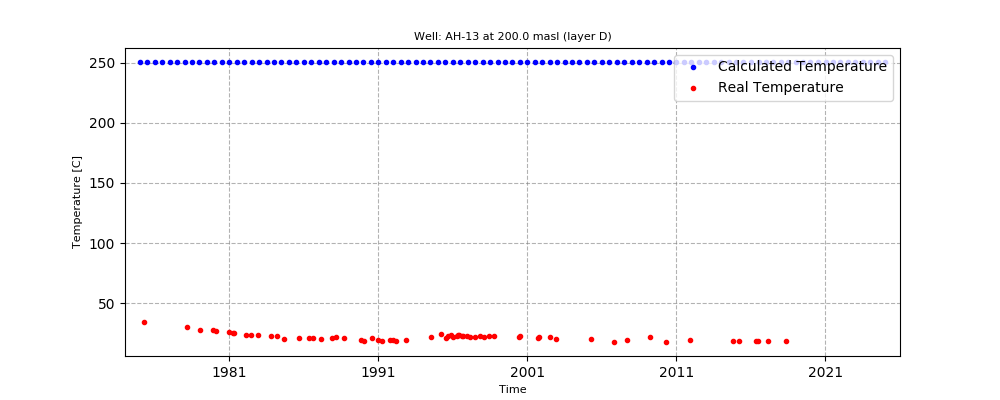 Well: AH-13 at 200.0 masl (layer D)
Calculated Temperature
Real Temperature
Temperature [C]
250
200
150
100
50
1981
1991
2001
2011
2021
Time